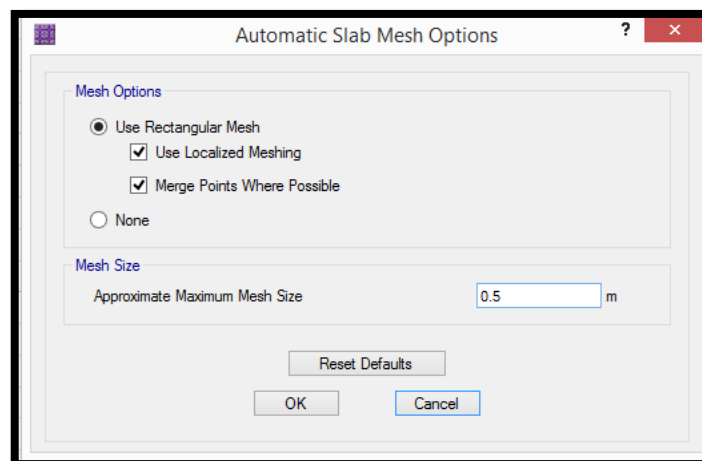 Automatic Slab Mesh Options
?
×
Mesh Options
Use Rectangular Mesh
Use Localized Meshing
Merge Points Where Possible
None
Mesh Size
Approximate Maximum Mesh Size 0.5 m
Reset Defaults
OK Cancel